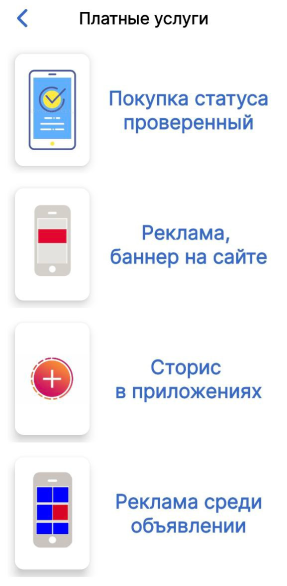 Платные услуги
Покупка статуса
проверенный
Реклама,
баннер на сайте
Сторис
в приложениях
Реклама среди
объявлении